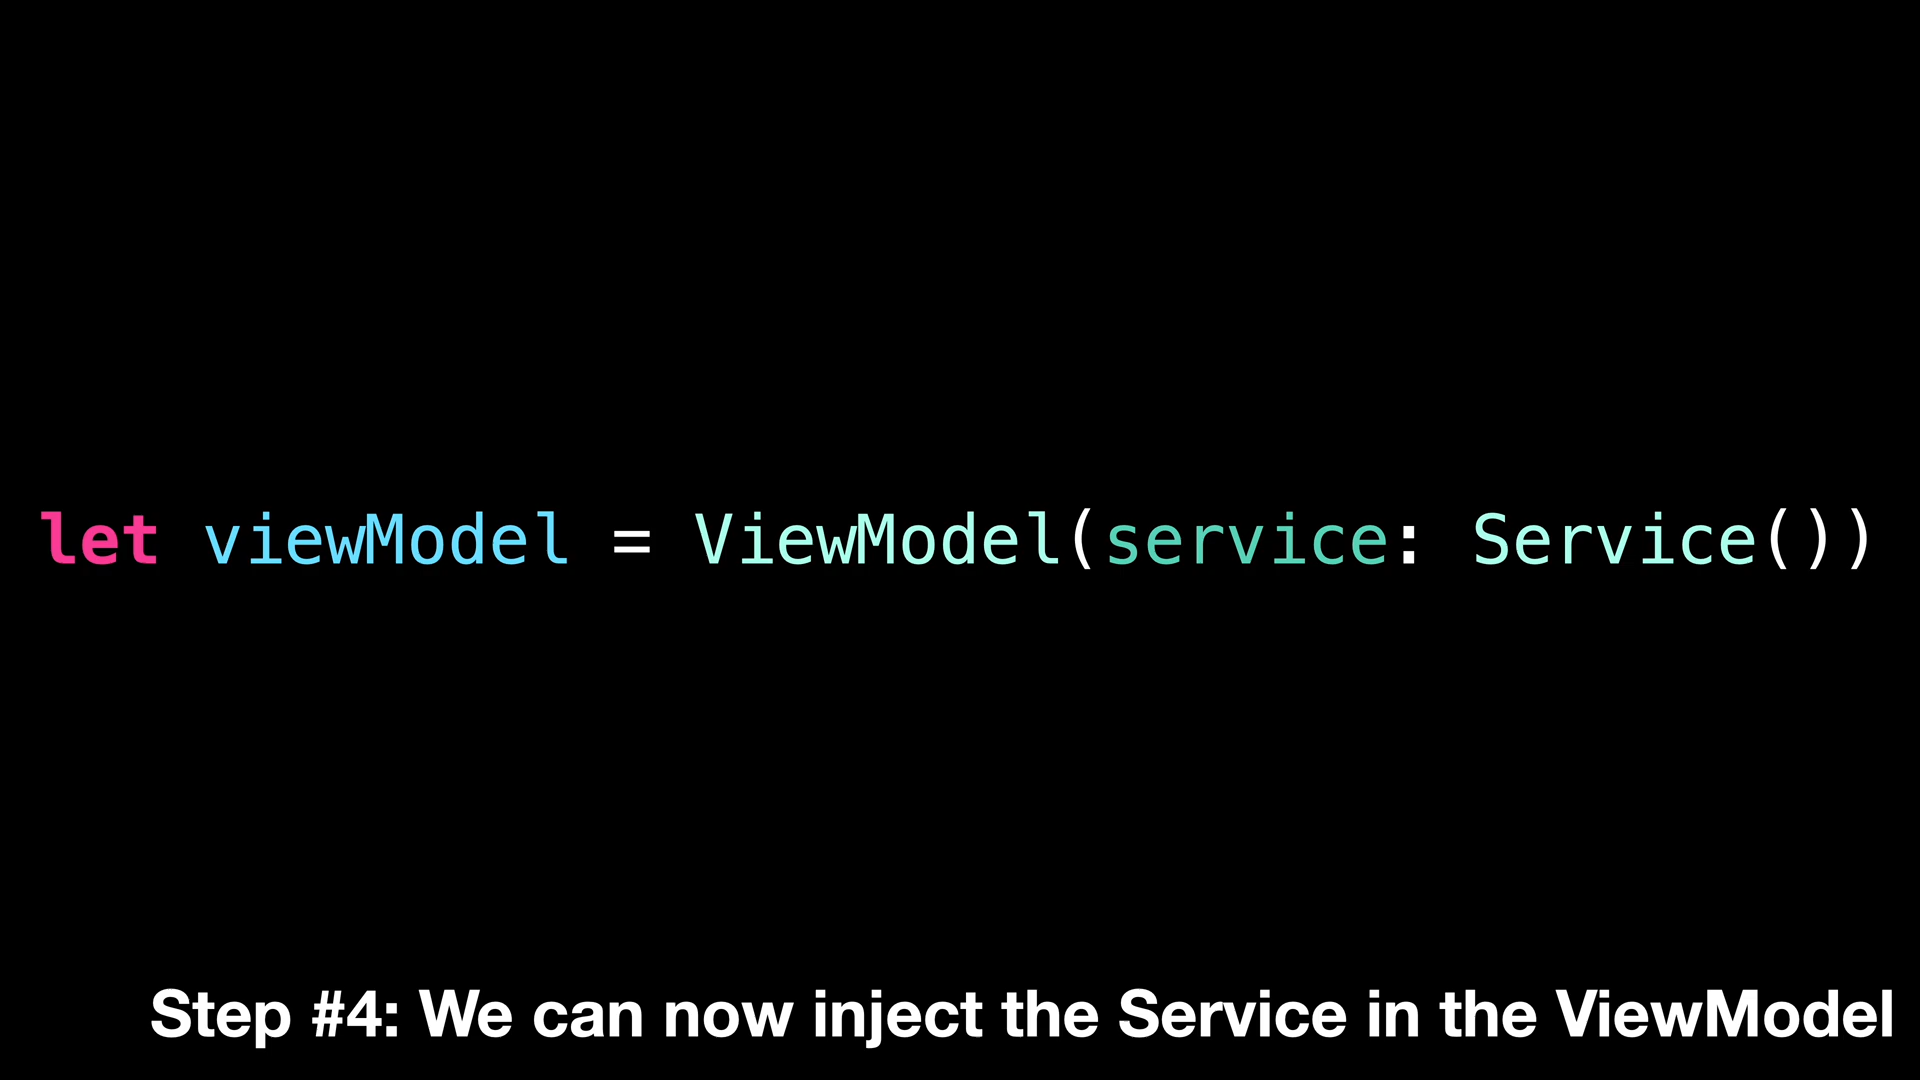 let viewModel = ViewModel(service: Service())
Step #4: We can now inject the Service in the ViewModel